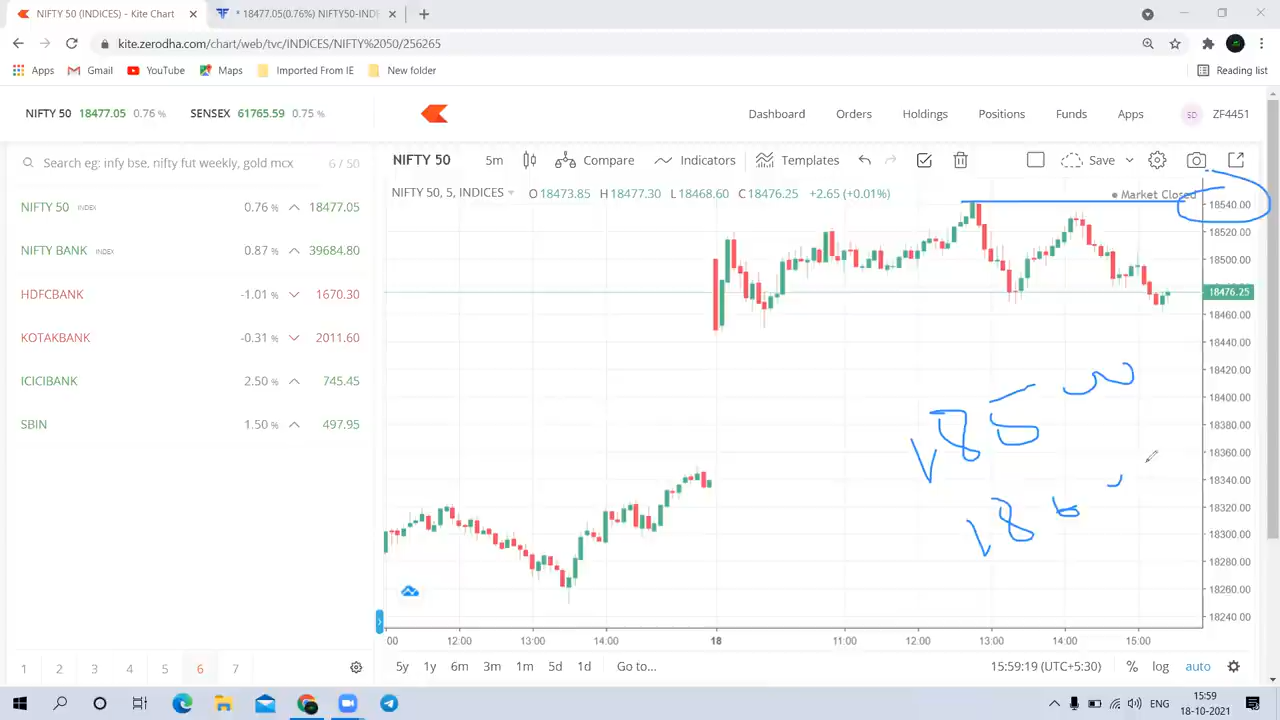 NIFTY 50 (INDICES) - Kite Chart
* 18477.05(0.76%) NIFTY50-IND
kite.zerodha.com/chart/web/tvc/INDICES/NIFTY%2050/256265
Apps Gmail YouTube Maps Imported From IE New folder Reading list
NIFTY 50 18477.05 0.76 % SENSEX 61765.59 0.75 %
Dashboard Orders Holdings Positions Funds Apps SD ZF4451
Search eg: infy bse, nifty fut weekly, gold mcx 6 / 50
NIFTY 50 INDEX 0.76 % 18477.05
NIFTY BANK INDEX 0.87 % 39684.80
HDFCBANK -1.01 % 1670.30
KOTAKBANK -0.31 % 2011.60
ICICIBANK 2.50 % 745.45
SBIN 1.50 % 497.95
1 2 3 4 5 6 7
NIFTY 50 5m Compare Indicators Templates Save
NIFTY 50, 5, INDICES O18473.85 H18477.30 L18468.60 C18476.25 +2.65 (+0.01%)
Market Closed
18540.00
18520.00
18500.00
18476.25
18460.00
18440.00
18420.00
18400.00
18380.00
18360.00
18340.00
18320.00
18300.00
18280.00
18260.00
18240.00
18500
186
:00 12:00 13:00 14:00 18 11:00 12:00 13:00 14:00 15:00
5y 1y 6m 3m 1m 5d 1d Go to... 15:59:19 (UTC+5:30) % log auto
ENG 15:59
18-10-2021